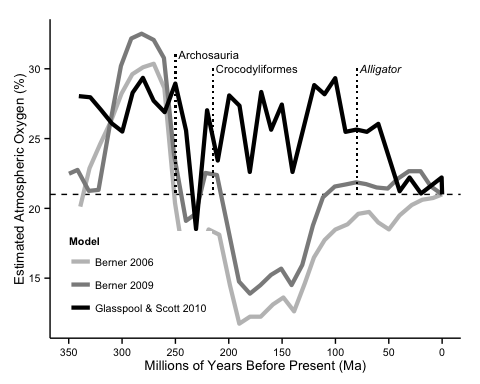 Archosauria
Crocodyliformes
Alligator
Estimated Atmospheric Oxygen (%)
30
25
20
15
Model
Berner 2006
Berner 2009
Glasspool & Scott 2010
350 300 250 200 150 100 50 0
Millions of Years Before Present (Ma)